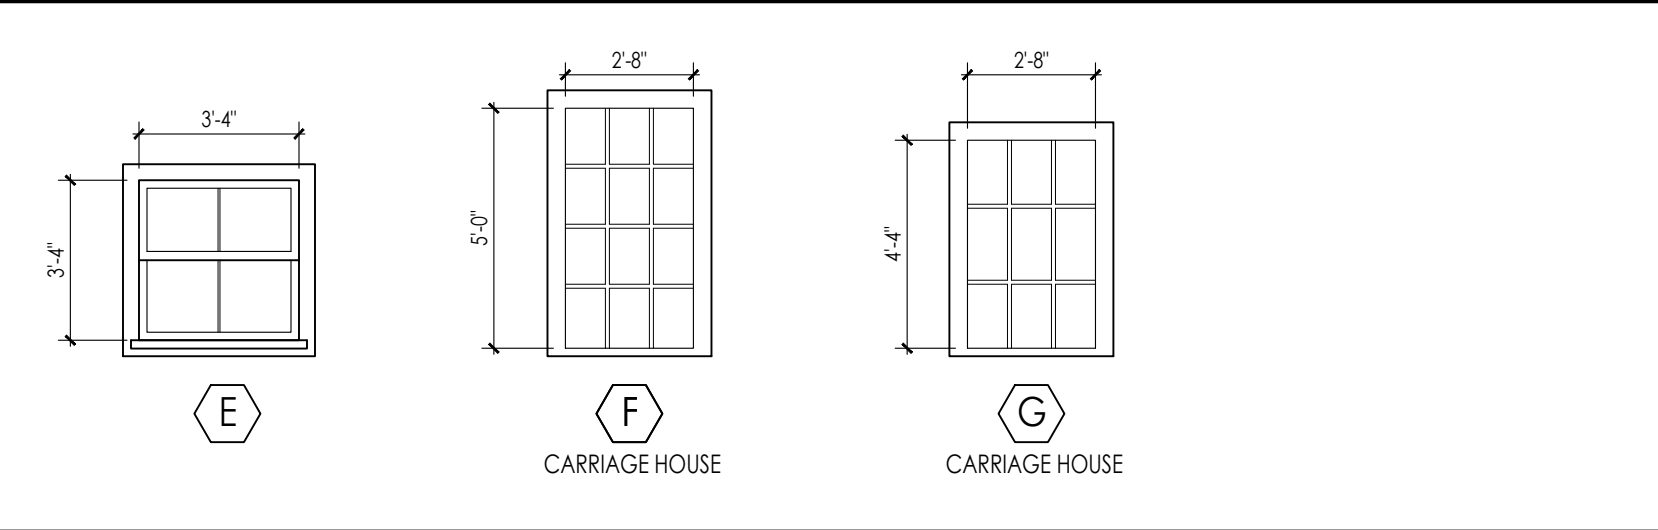 3'-4"
3'-4"
E
2'-8"
5'-0"
F
CARRIAGE HOUSE
2'-8"
4'-4"
G
CARRIAGE HOUSE